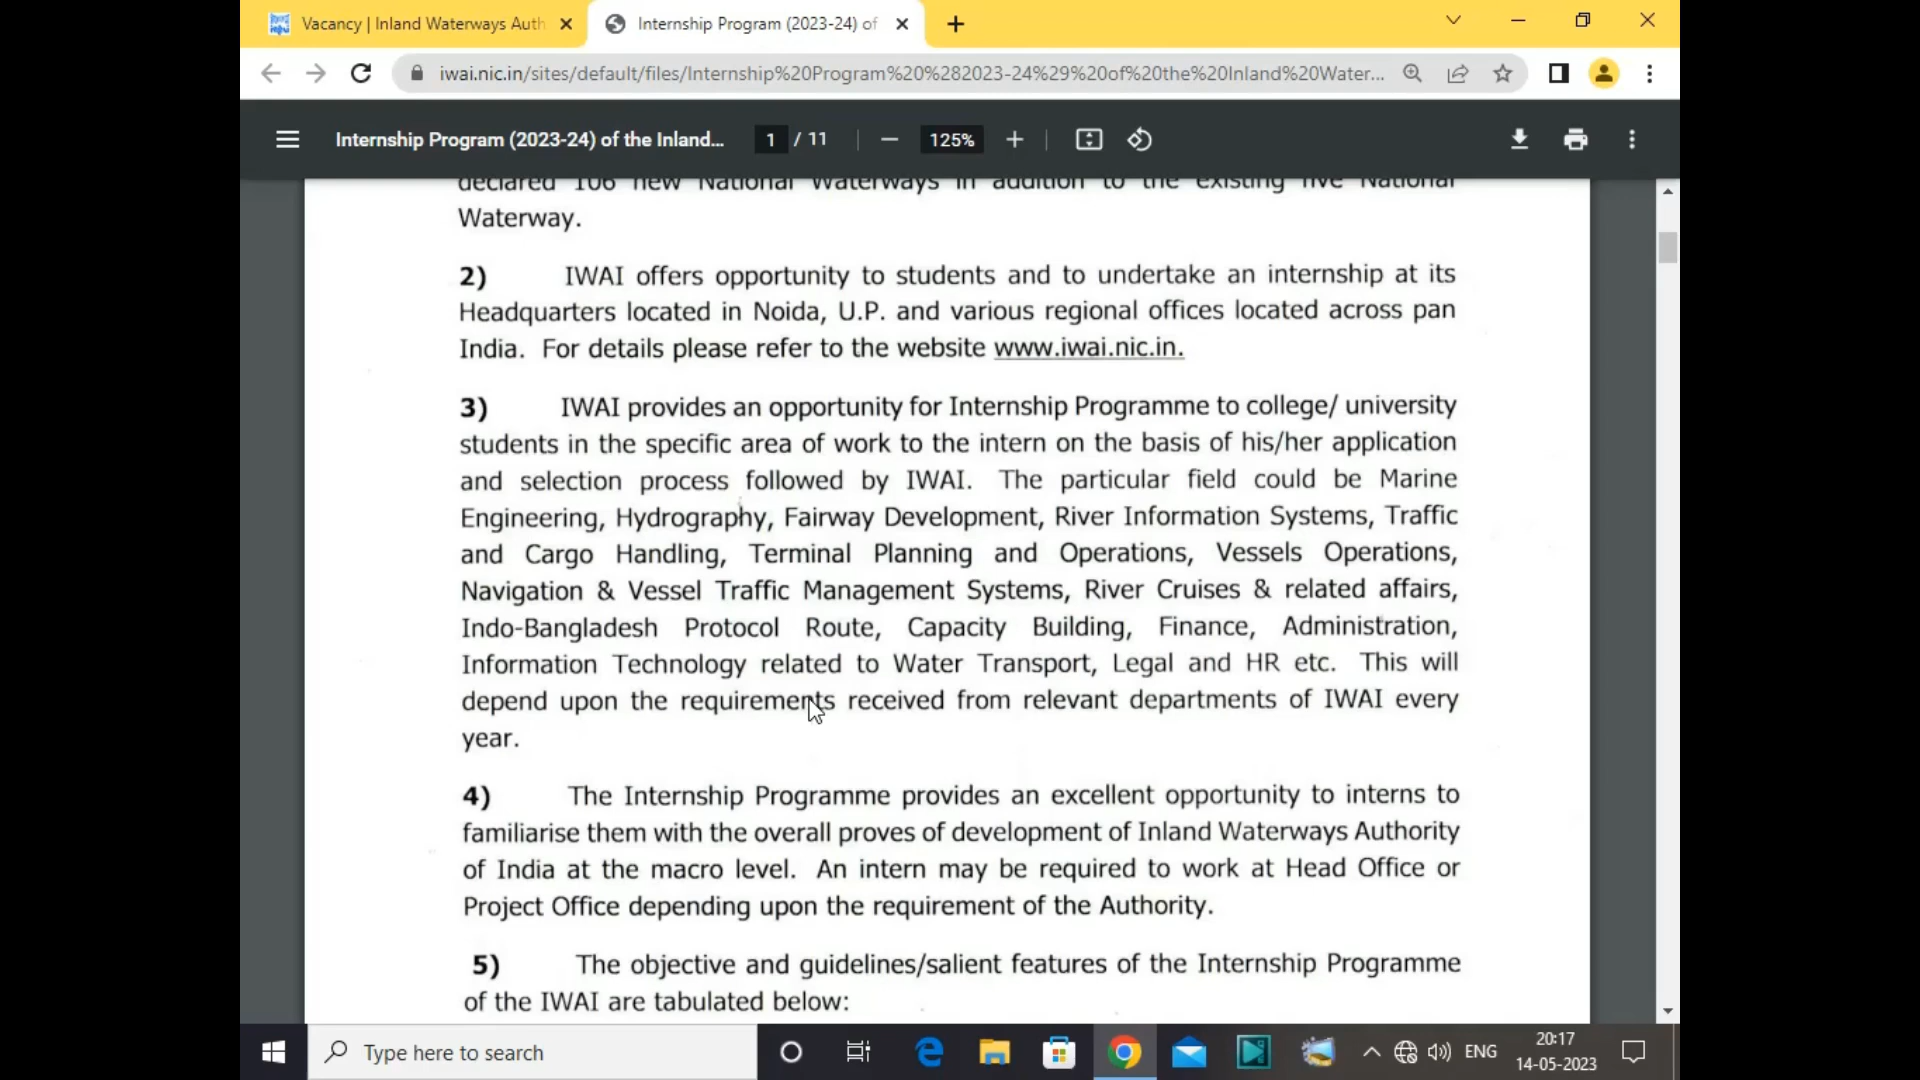 Vacancy | Inland Waterways Auth
Internship Program (2023-24) of
iwai.nic.in/sites/default/files/Internship%20Program%20%282023-24%29%20of%20the%20Inland%20Water...
Internship Program (2023-24) of the Inland...
1 / 11
125%
declared 106 new National Waterways in addition to the existing five National
Waterway.
2) IWAI offers opportunity to students and to undertake an internship at its
Headquarters located in Noida, U.P. and various regional offices located across pan
India. For details please refer to the website www.iwai.nic.in.
3) IWAI provides an opportunity for Internship Programme to college/ university
students in the specific area of work to the intern on the basis of his/her application
and selection process followed by IWAI. The particular field could be Marine
Engineering, Hydrography, Fairway Development, River Information Systems, Traffic
and Cargo Handling, Terminal Planning and Operations, Vessels Operations,
Navigation & Vessel Traffic Management Systems, River Cruises & related affairs,
Indo-Bangladesh Protocol Route, Capacity Building, Finance, Administration,
Information Technology related to Water Transport, Legal and HR etc. This will
depend upon the requirements received from relevant departments of IWAI every
year.
4) The Internship Programme provides an excellent opportunity to interns to
familiarise them with the overall proves of development of Inland Waterways Authority
of India at the macro level. An intern may be required to work at Head Office or
Project Office depending upon the requirement of the Authority.
5) The objective and guidelines/salient features of the Internship Programme
of the IWAI are tabulated below:
Type here to search
ENG
20:17
14-05-2023